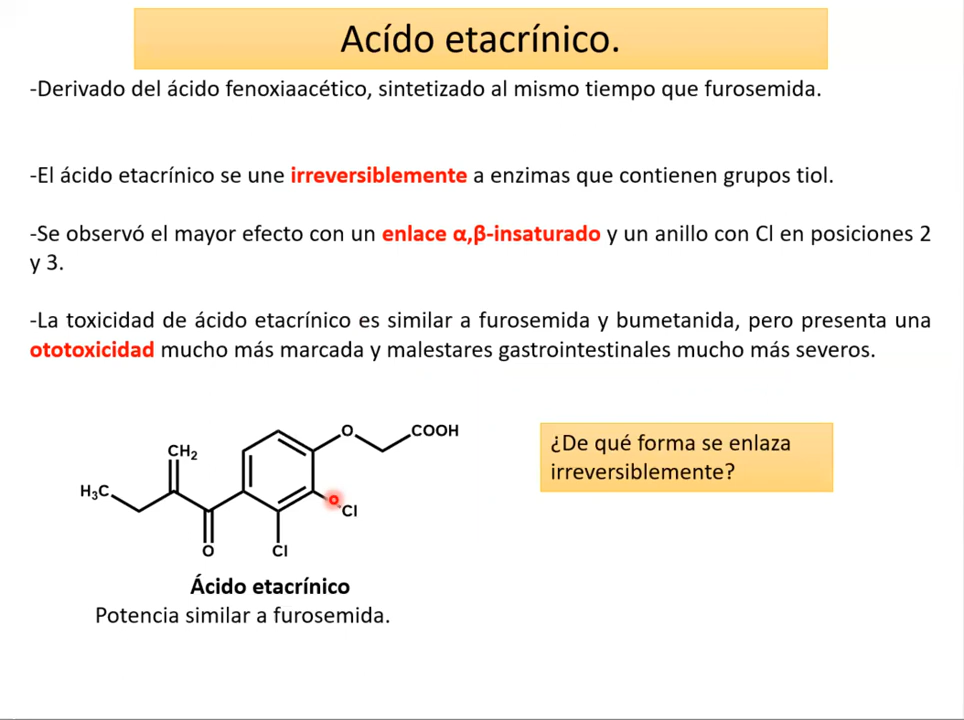 Acído etacrínico.
-Derivado del ácido fenoxiaacético, sintetizado al mismo tiempo que furosemida.
-El ácido etacrínico se une irreversiblemente a enzimas que contienen grupos tiol.
-Se observó el mayor efecto con un enlace α,β-insaturado y un anillo con Cl en posiciones 2
y 3.
-La toxicidad de ácido etacrínico es similar a furosemida y bumetanida, pero presenta una
ototoxicidad mucho más marcada y malestares gastrointestinales mucho más severos.
O
COOH
CH2
H3C
Cl
O
Cl
¿De qué forma se enlaza
irreversiblemente?
Ácido etacrínico
Potencia similar a furosemida.